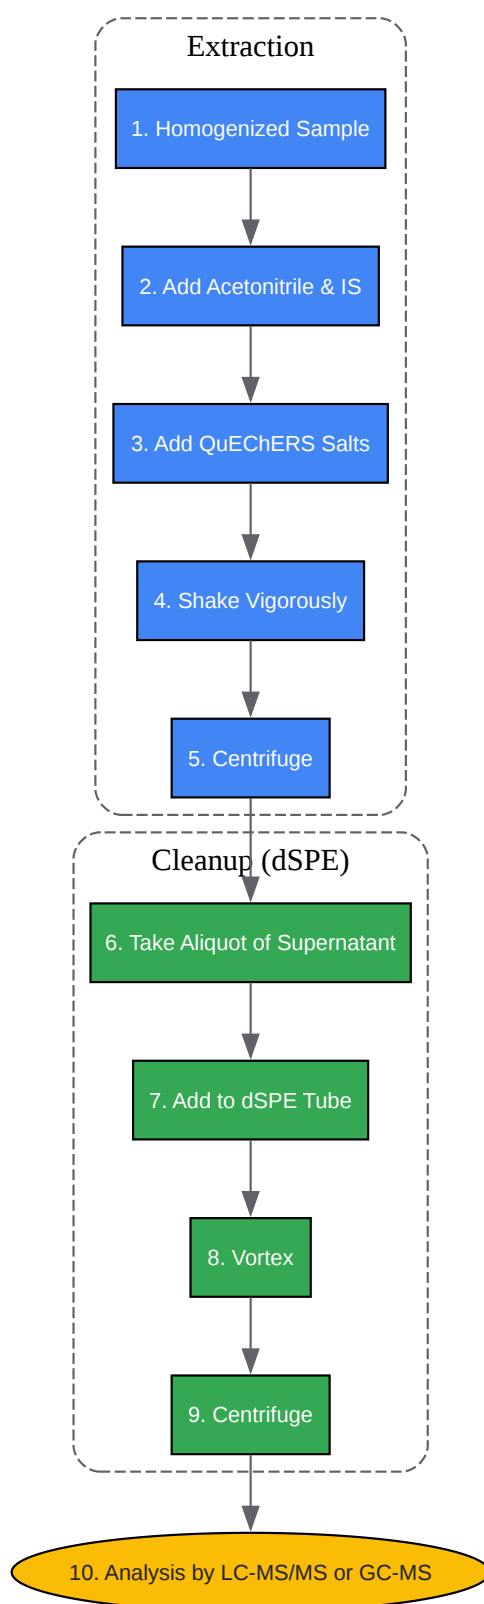 Extraction
1. Homogenized Sample
2. Add Acetonitrile & IS
3. Add QuEChERS Salts
4. Shake Vigorously
5. Centrifuge
Cleanup (dSPE)
6. Take Aliquot of Supernatant
7. Add to dSPE Tube
8. Vortex
9. Centrifuge
10. Analysis by LC-MS/MS or GC-MS